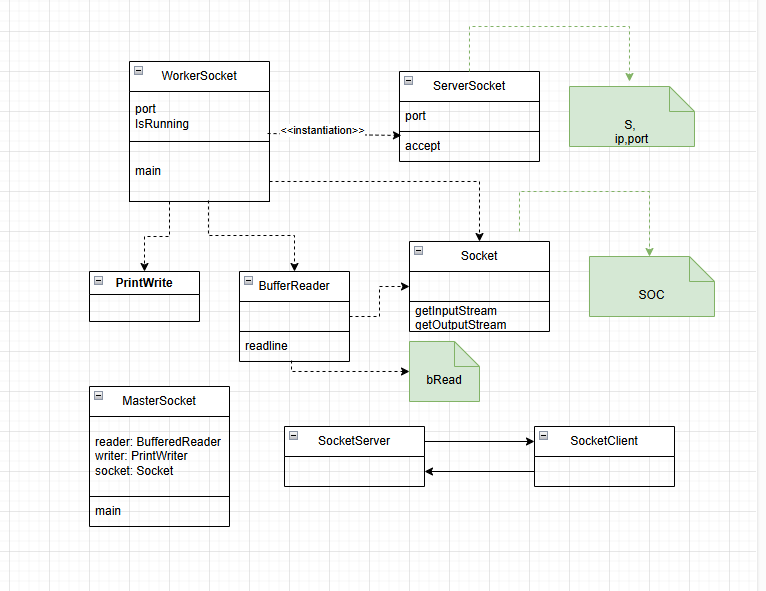 WorkerSocket
port
IsRunning
main
<<instantiation>>
ServerSocket
port
accept
S,
ip,port
PrintWrite
BufferReader
readline
Socket
getInputStream
getOutputStream
SOC
bRead
MasterSocket
reader: BufferedReader
writer: PrintWriter
socket: Socket
main
SocketServer
SocketClient